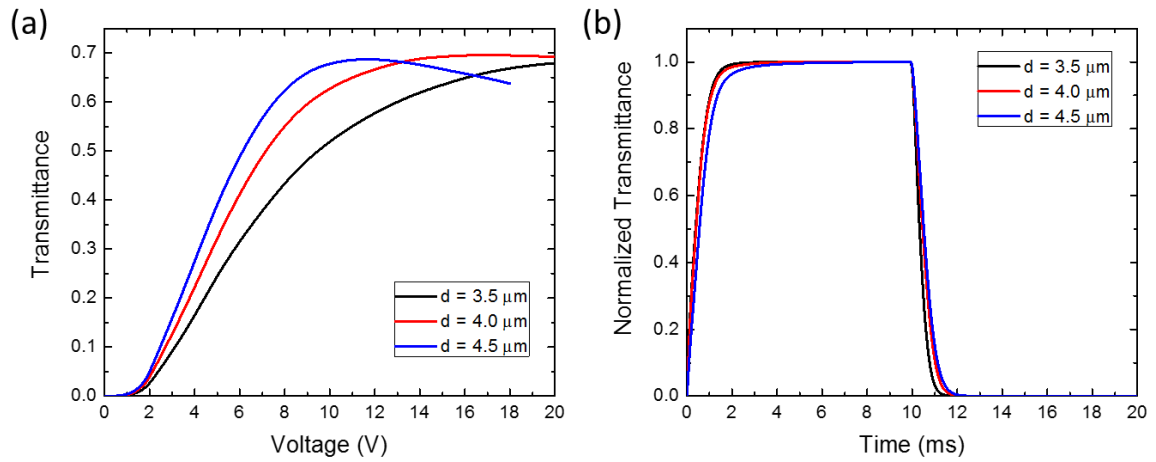 (a)
Transmittance
0.7
0.6
0.5
0.4
0.3
0.2
0.1
0.0
d = 3.5 μm
d = 4.0 μm
d = 4.5 μm
0 2 4 6 8 10 12 14 16 18 20
Voltage (V)
(b)
Normalized Transmittance
1.0
0.8
0.6
0.4
0.2
0.0
d = 3.5 μm
d = 4.0 μm
d = 4.5 μm
0 2 4 6 8 10 12 14 16 18 20
Time (ms)